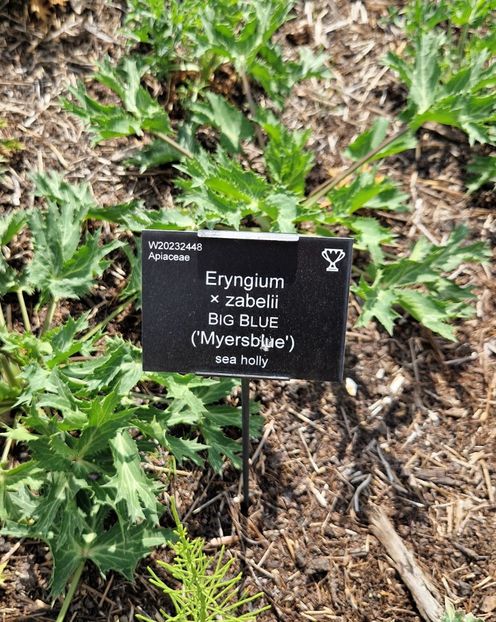 W20232448
Apiaceae
Eryngium
× zabelii
BIG BLUE
('Myersblue')
sea holly